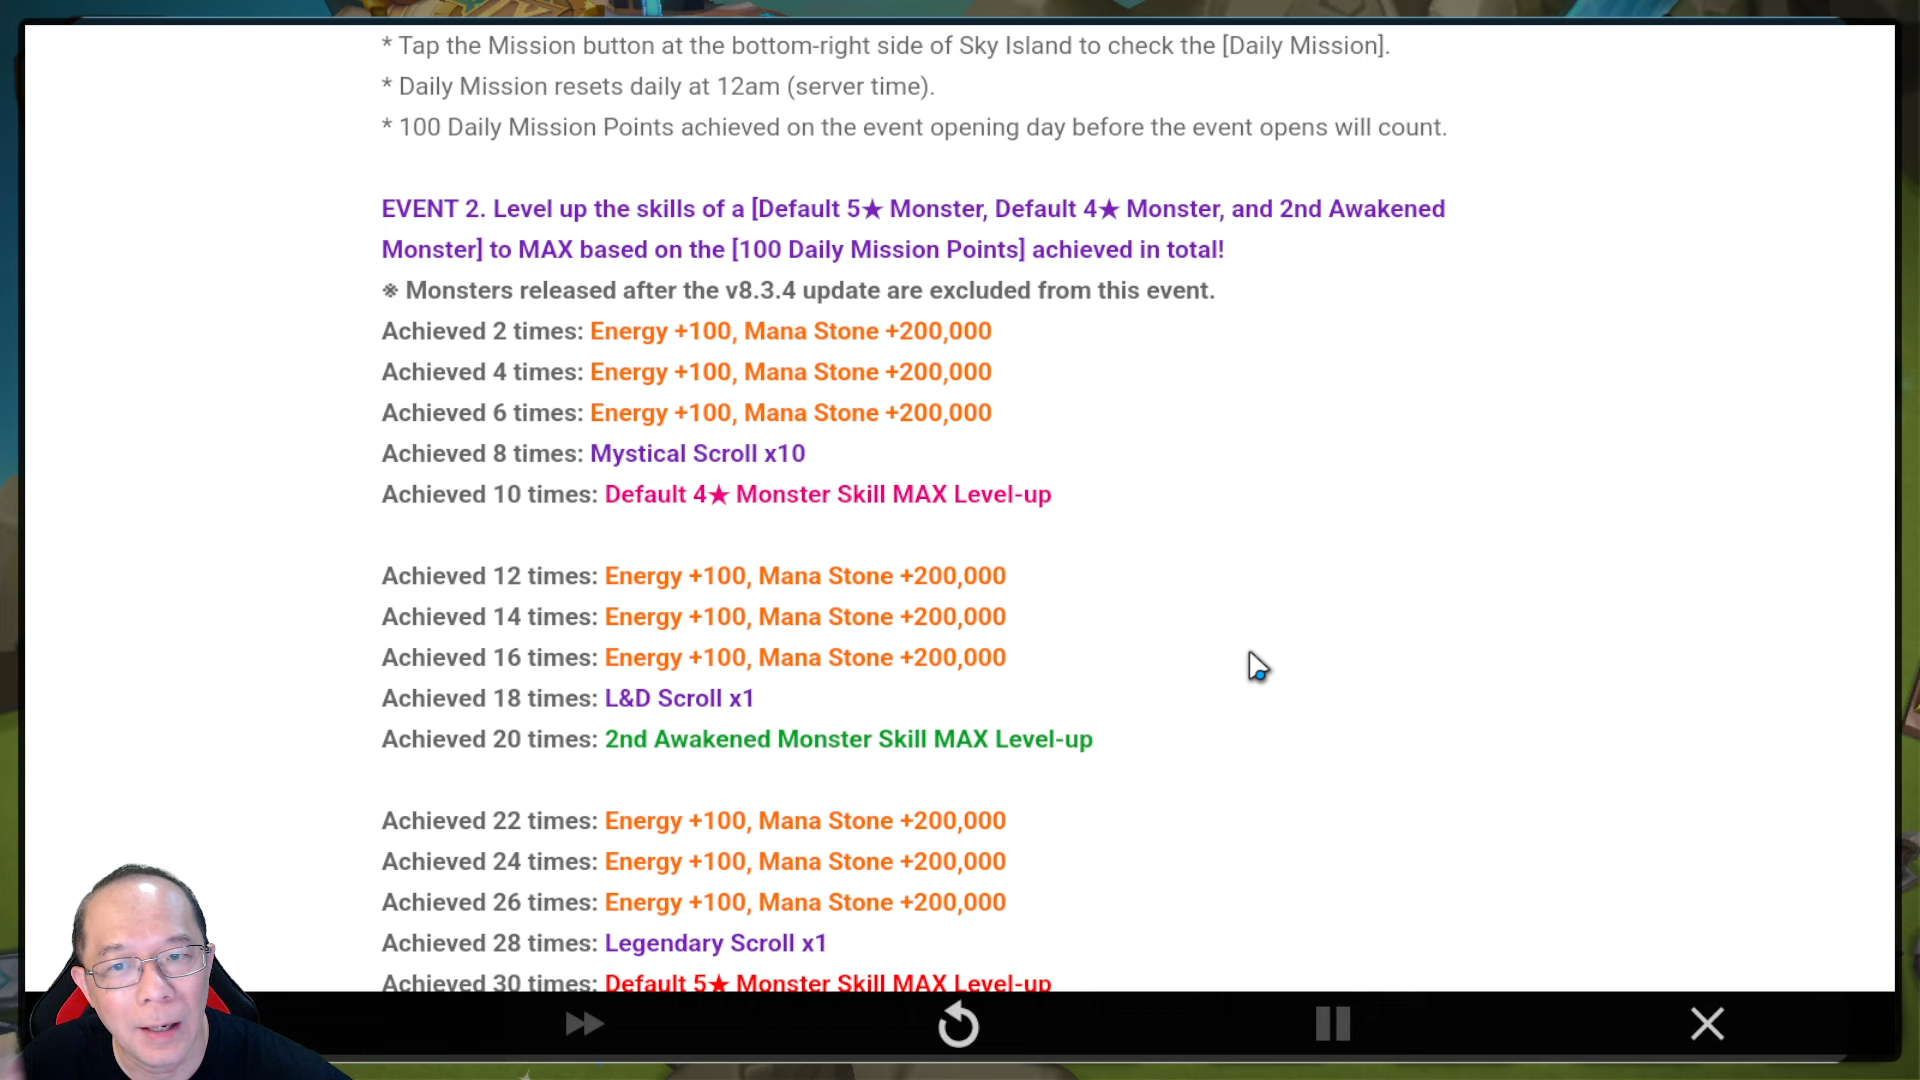 * Tap the Mission button at the bottom-right side of Sky Island to check the [Daily Mission].
* Daily Mission resets daily at 12am (server time).
* 100 Daily Mission Points achieved on the event opening day before the event opens will count.
EVENT 2. Level up the skills of a [Default 5★ Monster, Default 4★ Monster, and 2nd Awakened
Monster] to MAX based on the [100 Daily Mission Points] achieved in total!
※ Monsters released after the v8.3.4 update are excluded from this event.
Achieved 2 times: Energy +100, Mana Stone +200,000
Achieved 4 times: Energy +100, Mana Stone +200,000
Achieved 6 times: Energy +100, Mana Stone +200,000
Achieved 8 times: Mystical Scroll x10
Achieved 10 times: Default 4★ Monster Skill MAX Level-up
Achieved 12 times: Energy +100, Mana Stone +200,000
Achieved 14 times: Energy +100, Mana Stone +200,000
Achieved 16 times: Energy +100, Mana Stone +200,000
Achieved 18 times: L&D Scroll x1
Achieved 20 times: 2nd Awakened Monster Skill MAX Level-up
Achieved 22 times: Energy +100, Mana Stone +200,000
Achieved 24 times: Energy +100, Mana Stone +200,000
Achieved 26 times: Energy +100, Mana Stone +200,000
Achieved 28 times: Legendary Scroll x1
Achieved 30 times: Default 5★ Monster Skill MAX Level-up